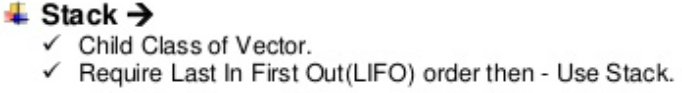 Stack →
✓ Child Class of Vector.
✓ Require Last In First Out(LIFO) order then - Use Stack.